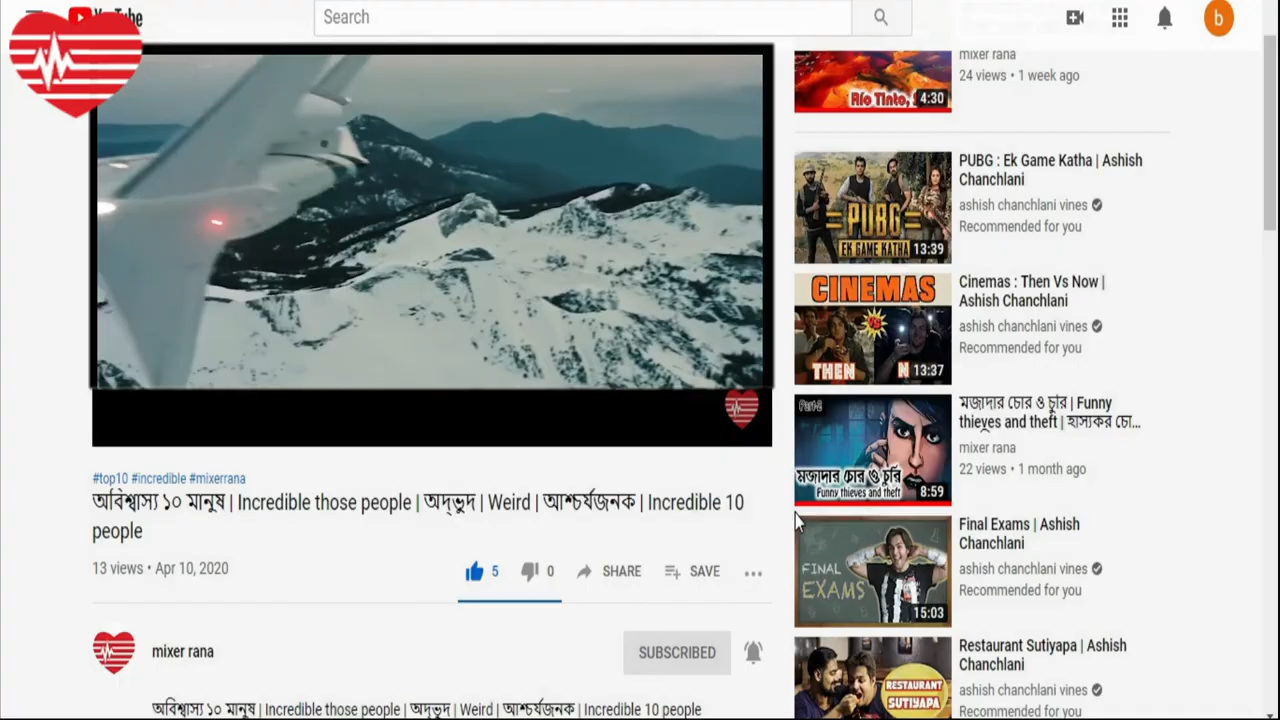 YouTube
Search
b
mixer rana
24 views • 1 week ago
Río Tinto,
4:30
PUBG : Ek Game Katha | Ashish
Chanchlani
ashish chanchlani vines
Recommended for you
PUBG
EK GAME KATHA
13:39
Cinemas : Then Vs Now |
Ashish Chanchlani
ashish chanchlani vines
Recommended for you
CINEMAS
VS
THEN
N
13:37
মজাদার চোর ও চুরি | Funny
thieves and theft | হাস্যকর চো...
mixer rana
22 views • 1 month ago
Part-2
মজাদার চোর ও চুরি
Funny thieves and theft
8:59
#top10 #incredible #mixerrana
অবিশ্বাস্য ১০ মানুষ | Incredible those people | অদ্ভুদ | Weird | আশ্চর্যজনক | Incredible 10
people
13 views • Apr 10, 2020
5
0
SHARE
SAVE
Final Exams | Ashish
Chanchlani
ashish chanchlani vines
Recommended for you
FINAL
EXAMS
15:03
mixer rana
SUBSCRIBED
Restaurant Sutiyapa | Ashish
Chanchlani
ashish chanchlani vines
Recommended for you
RESTAURANT
SUTIYAPA
অবিশ্বাস্য ১০ মানুষ | Incredible those people | অদ্ভুদ | Weird | আশ্চর্যজনক | Incredible 10 people